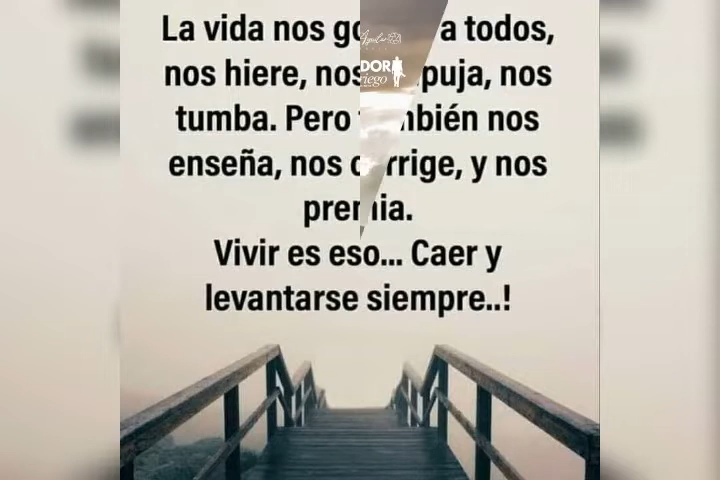 La vida nos a todos,
nos hiere, nos nos
tumba. Pero nos
enseña, nos y nos
premia.
Vivir es eso... Caer y
levantarse siempre..!
DOR